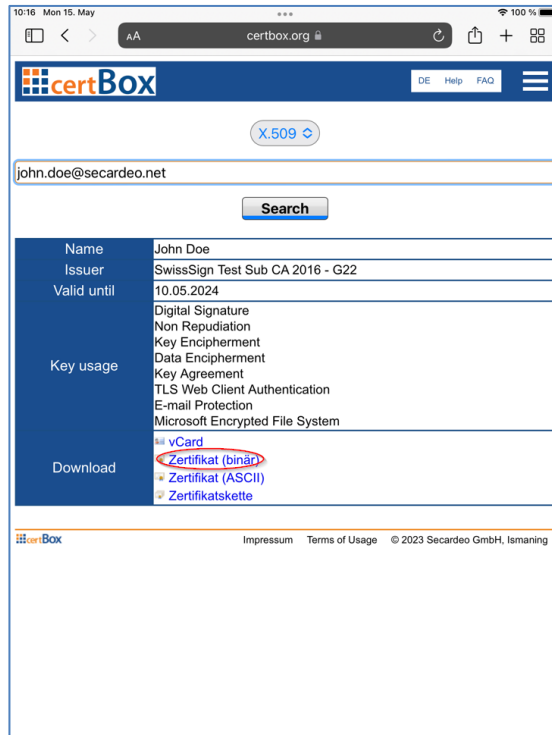 10:16 Mon 15. May
100 %
AA
certbox.org
certBox
DE Help FAQ
X.509
john.doe@secardeo.net
Search
Name John Doe
Issuer SwissSign Test Sub CA 2016 - G22
Valid until 10.05.2024
Key usage
Digital Signature
Non Repudiation
Key Encipherment
Data Encipherment
Key Agreement
TLS Web Client Authentication
E-mail Protection
Microsoft Encrypted File System
Download
vCard
Zertifikat (binär)
Zertifikat (ASCII)
Zertifikatskette
certBox
Impressum Terms of Usage © 2023 Secardeo GmbH, Ismaning